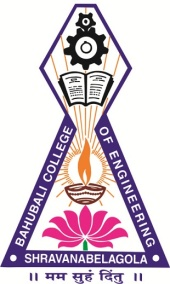 BAHUBALI COLLEGE
OF ENGINEERING
SHRAVANABELAGOLA
॥ मम सुहं दिंतु ॥